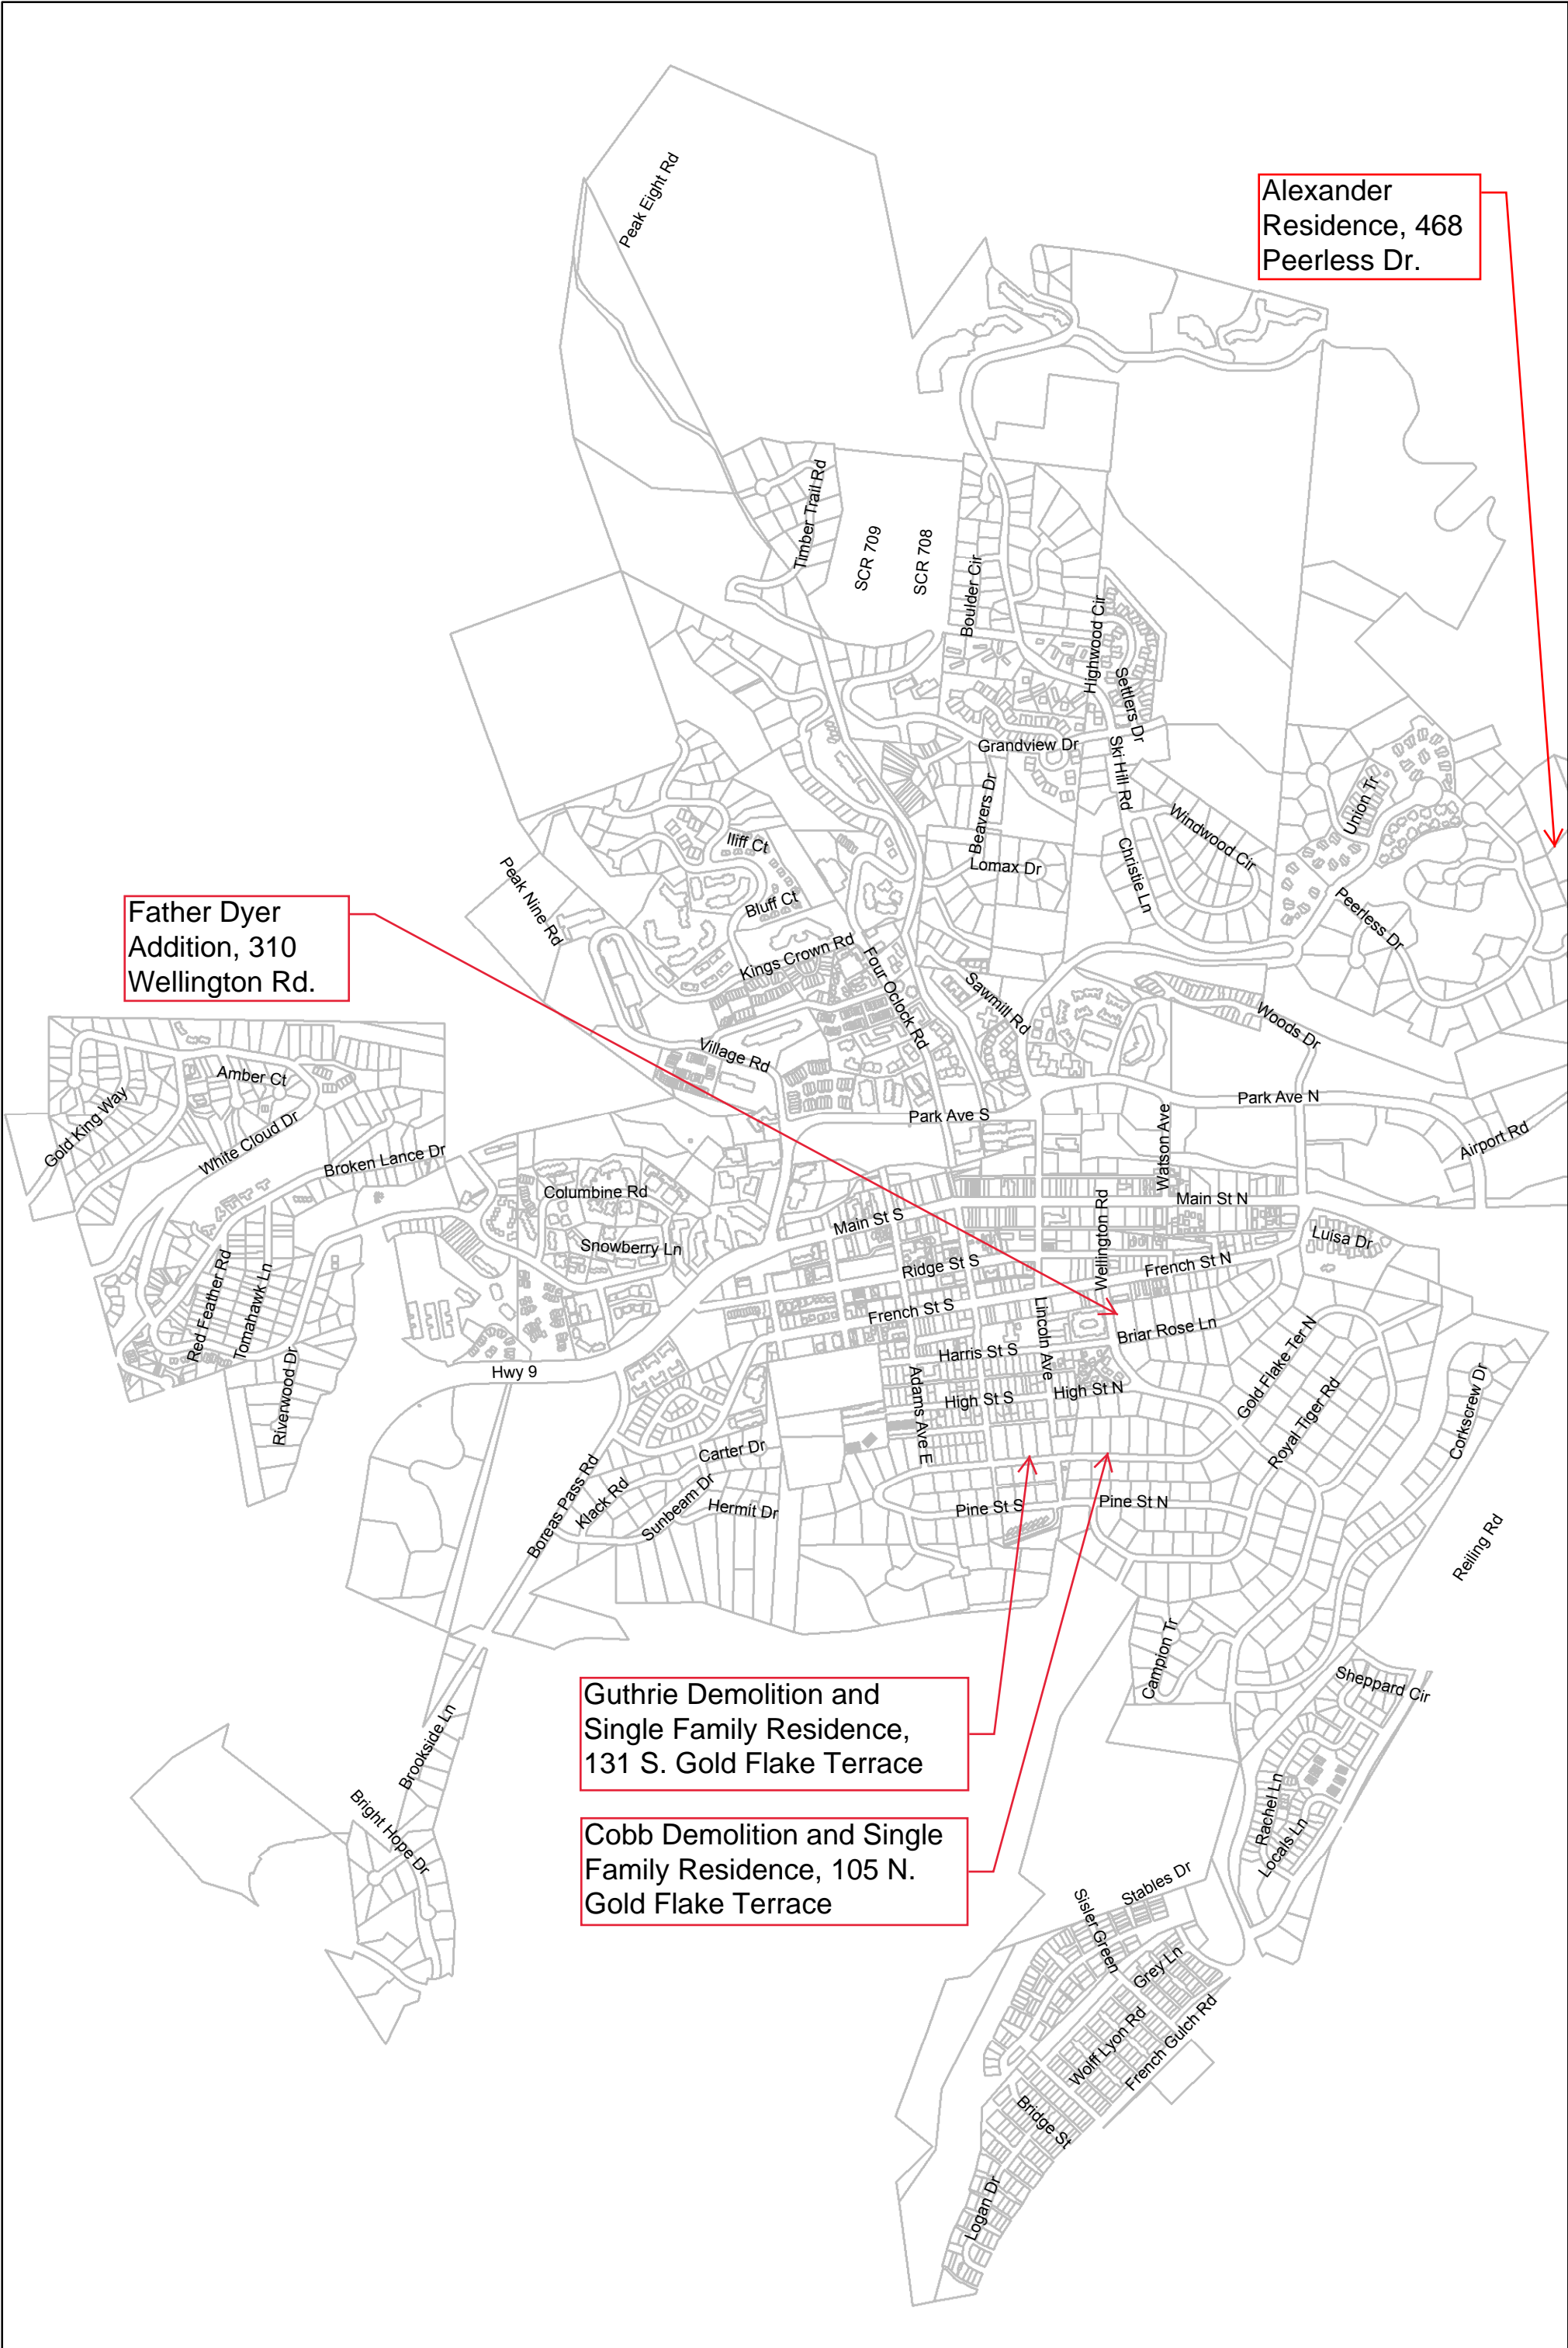 Peak Eight Rd
Alexander
Residence, 468
Peerless Dr.
Timber Trail Rd
SCR 709
SCR 708
Boulder Cir
Highwood Cir
Settlers Dr
Grandview Dr
Ski Hill Rd
Beavers Dr
Lomax Dr
Windwood Cir
Christie Ln
Union Tr
Peerless Dr
Iliff Ct
Bluff Ct
Peak Nine Rd
Kings Crown Rd
Four Oclock Rd
Sawmill Rd
Woods Dr
Father Dyer
Addition, 310
Wellington Rd.
Village Rd
Amber Ct
Gold King Way
White Cloud Dr
Broken Lance Dr
Park Ave S
Park Ave N
Watson Ave
Airport Rd
Columbine Rd
Snowberry Ln
Main St S
Main St N
Wellington Rd
Luisa Dr
Ridge St S
French St N
French St S
Lincoln Ave
Briar Rose Ln
Red Feather Rd
Tomahawk Ln
Riverwood Dr
Hwy 9
Harris St S
Adams Ave E
High St S
High St N
Gold Flake Ter N
Royal Tiger Rd
Corkscrew Dr
Carter Dr
Boreas Pass Rd
Klack Rd
Sunbeam Dr
Hermit Dr
Pine St S
Pine St N
Reiling Rd
Campion Tr
Sheppard Cir
Guthrie Demolition and
Single Family Residence,
131 S. Gold Flake Terrace
Brookside Ln
Bright Hope Dr
Rachel Ln
Locals Ln
Cobb Demolition and Single
Family Residence, 105 N.
Gold Flake Terrace
Stables Dr
Sisler Green
Grey Ln
Wolff Lyon Rd
French Gulch Rd
Bridge St
Logan Dr